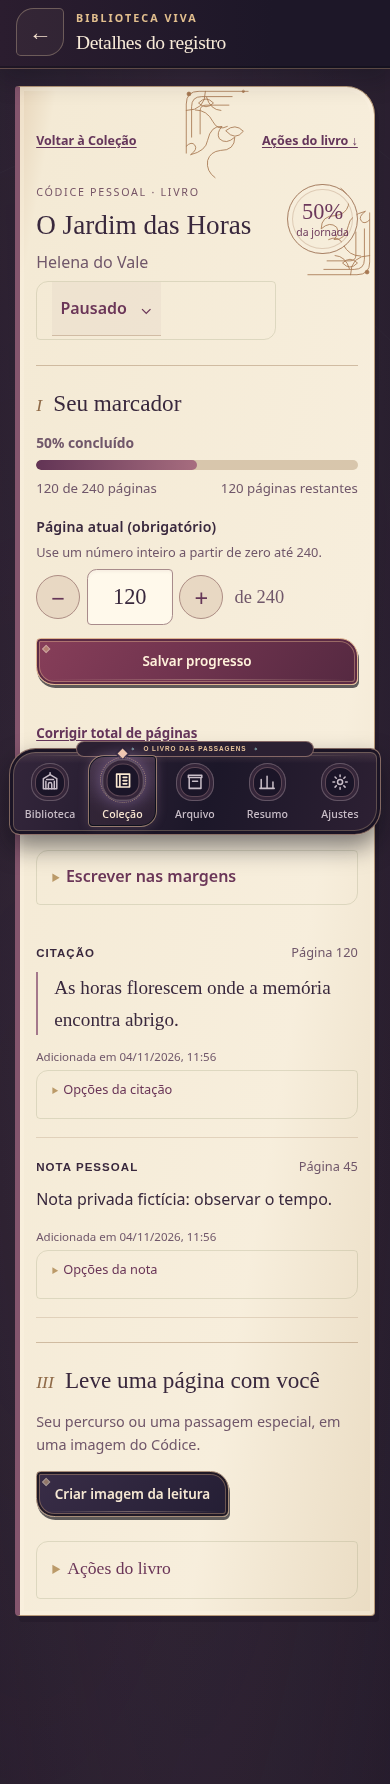 ←
BIBLIOTECA VIVA
Detalhes do registro
Voltar à Coleção
Ações do livro ↓
CÓDICE PESSOAL · LIVRO
O Jardim das Horas
50%
da jornada
Helena do Vale
Pausado
I Seu marcador
50% concluído
120 de 240 páginas
120 páginas restantes
Página atual (obrigatório)
Use um número inteiro a partir de zero até 240.
− 120 + de 240
Salvar progresso
Corrigir total de páginas
O LIVRO DAS PASSAGENS
Biblioteca
Coleção
Arquivo
Resumo
Ajustes
Escrever nas margens
CITAÇÃO
Página 120
As horas florescem onde a memória
encontra abrigo.
Adicionada em 04/11/2026, 11:56
Opções da citação
NOTA PESSOAL
Página 45
Nota privada fictícia: observar o tempo.
Adicionada em 04/11/2026, 11:56
Opções da nota
III Leve uma página com você
Seu percurso ou uma passagem especial, em
uma imagem do Códice.
Criar imagem da leitura
Ações do livro